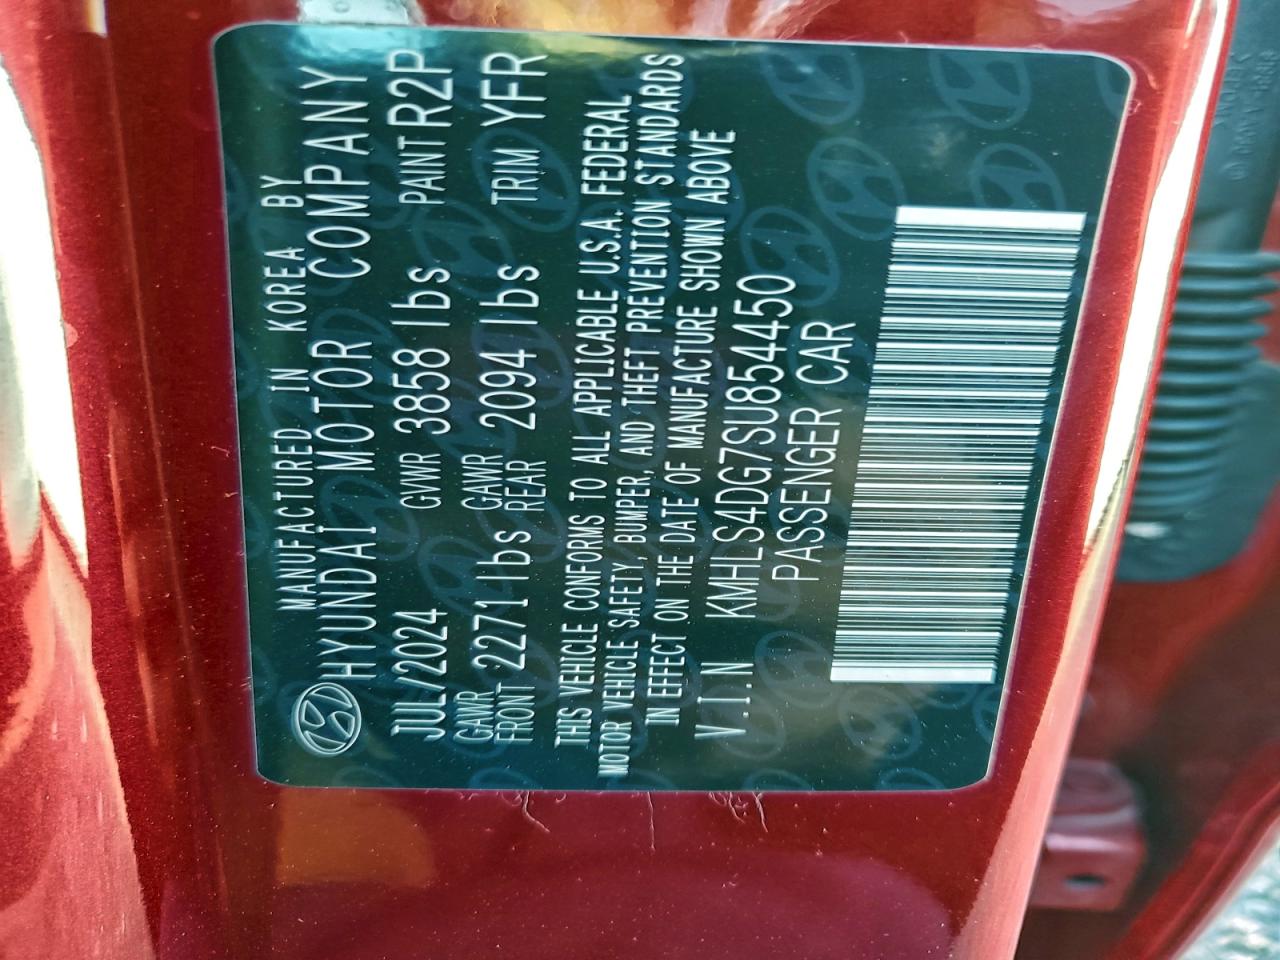 MANUFACTURED IN KOREA BY
HYUNDAI MOTOR COMPANY
JUL/2024 GVWR 3858 lbs PAINT R2P
GAWR FRONT 2271 lbs GAWR REAR 2094 lbs TRIM YFR
THIS VEHICLE CONFORMS TO ALL APPLICABLE U.S.A. FEDERAL
MOTOR VEHICLE SAFETY, BUMPER, AND THEFT PREVENTION STANDARDS
IN EFFECT ON THE DATE OF MANUFACTURE SHOWN ABOVE
V.I.N KMHLS4DG7SU854450
PASSENGER CAR